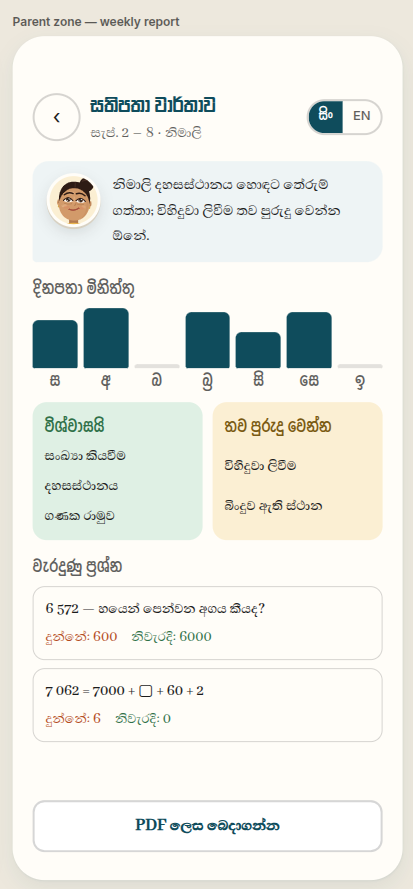 Parent zone — weekly report
‹
සතිපතා වාර්තාව
සැප්. 2 – 8 · නිමාලි
සිං EN
නිමාලි දහසස්ථානය හොඳට තේරුම්
ගත්තා; විහිදුවා ලිවීම තව පුරුදු වෙන්න
ඕනේ.
දිනපතා මිනිත්තු
ස අ බ බ්‍ර සි සෙ ඉ
විශ්වාසයි
සංඛ්‍යා කියවීම
දහසස්ථානය
ගණක රාමුව
තව පුරුදු වෙන්න
විහිදුවා ලිවීම
බිංදුව ඇති ස්ථාන
වැරදුණු ප්‍රශ්න
6 572 — හයෙන් පෙන්වන අගය කීයද?
දුන්නේ: 600 නිවැරදි: 6000
7 062 = 7000 + ▢ + 60 + 2
දුන්නේ: 6 නිවැරදි: 0
PDF ලෙස බෙදාගන්න